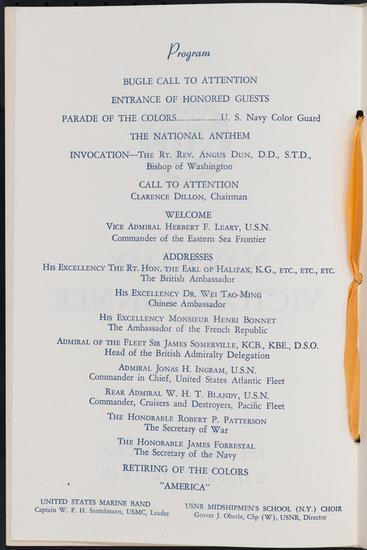 Program
BUGLE CALL TO ATTENTION
ENTRANCE OF HONORED GUESTS
PARADE OF THE COLORS...................U. S. Navy Color Guard
THE NATIONAL ANTHEM
INVOCATION—The Rt. Rev. Angus Dun, D.D., S.T.D.,
Bishop of Washington
CALL TO ATTENTION
Clarence Dillon, Chairman
WELCOME
Vice Admiral Herbert F. Leary, U.S.N.
Commander of the Eastern Sea Frontier
ADDRESSES
His Excellency The Rt. Hon. the Earl of Halifax, K.G., etc., etc., etc.
The British Ambassador
His Excellency Dr. Wei Tao-Ming
Chinese Ambassador
His Excellency Monsieur Henri Bonnet
The Ambassador of the French Republic
Admiral of the Fleet Sir James Somerville, KCB., KBE., D.S.O.
Head of the British Admiralty Delegation
Admiral Jonas H. Ingram, U.S.N.
Commander in Chief, United States Atlantic Fleet
Rear Admiral W. H. T. Blandy, U.S.N.
Commander, Cruisers and Destroyers, Pacific Fleet
The Honorable Robert P. Patterson
The Secretary of War
The Honorable James Forrestal
The Secretary of the Navy
RETIRING OF THE COLORS
"AMERICA"
UNITED STATES MARINE BAND
Captain W. F. H. Santelmann, USMC, Leader
USNR MIDSHIPMEN'S SCHOOL (N.Y.) CHOIR
Grover J. Oberle, CSp (W), USNR, Director